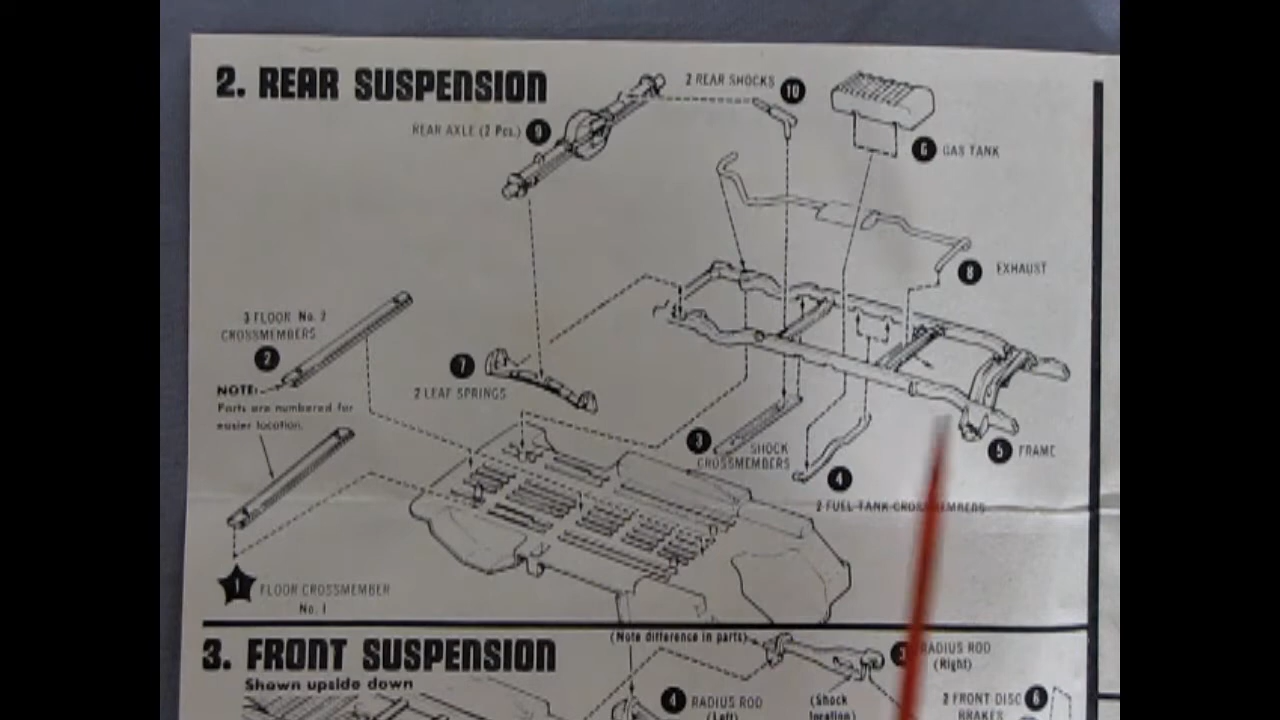 2. REAR SUSPENSION
2 REAR SHOCKS
10
REAR AXLE (2 Pcs.) 9
6 GAS TANK
8 EXHAUST
3 FLOOR No. 2
CROSSMEMBERS
2
NOTE:
Parts are numbered for
easier location.
7
2 LEAF SPRINGS
3 SHOCK
CROSSMEMBERS
4
2 FUEL TANK CROSSMEMBERS
5 FRAME
1 FLOOR CROSSMEMBER
No. 1
3. FRONT SUSPENSION
Shown upside down
(Note difference in parts)
RADIUS ROD
(Right)
4 RADIUS ROD
(Left)
(Shock
location)
2 FRONT DISC 6
BRAKES